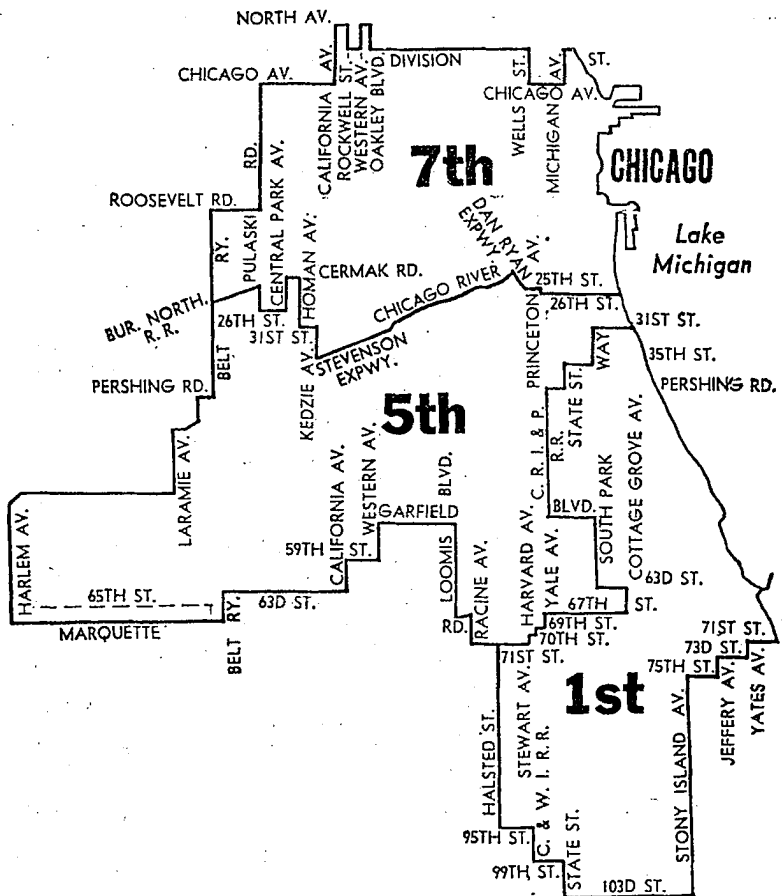 NORTH AV.
CHICAGO AV.
CALIFORNIA AV.
ROCKWELL ST.
WESTERN AV.
OAKLEY BLVD.
DIVISION
ST.
WELLS ST.
MICHIGAN AV.
CHICAGO AV.
7th
CHICAGO
Lake
Michigan
ROOSEVELT RD.
PULASKI RD.
CENTRAL PARK AV.
HOMAN AV.
CERMAK RD.
BELT RY.
BUR. NORTH.
R.R.
26TH ST.
31ST ST.
CHICAGO RIVER
DAN RYAN
EXPWY.
25TH ST.
26TH ST.
31ST ST.
35TH ST.
PERSHING RD.
STEVENSON
EXPWY.
KEDZIE AV.
PERSHING RD.
PRINCETON AV.
C. R. I. & P.
R.R.
STATE ST.
SOUTH PARK WAY
COTTAGE GROVE AV.
5th
LARAMIE AV.
HARLEM AV.
CALIFORNIA AV.
WESTERN AV.
GARFIELD
BLVD.
59TH ST.
LOOMIS BLVD.
RACINE AV.
HARVARD AV.
YALE AV.
63D ST.
65TH ST.
MARQUETTE
RD.
BELT RY.
63D ST.
67TH ST.
69TH ST.
70TH ST.
71ST ST.
71ST ST.
73D ST.
75TH ST.
JEFFERY AV.
YATES AV.
1st
HALSTED ST.
STEWART AV.
C. & W. I. R. R.
STONY ISLAND AV.
95TH ST.
99TH ST.
STATE ST.
103D ST.